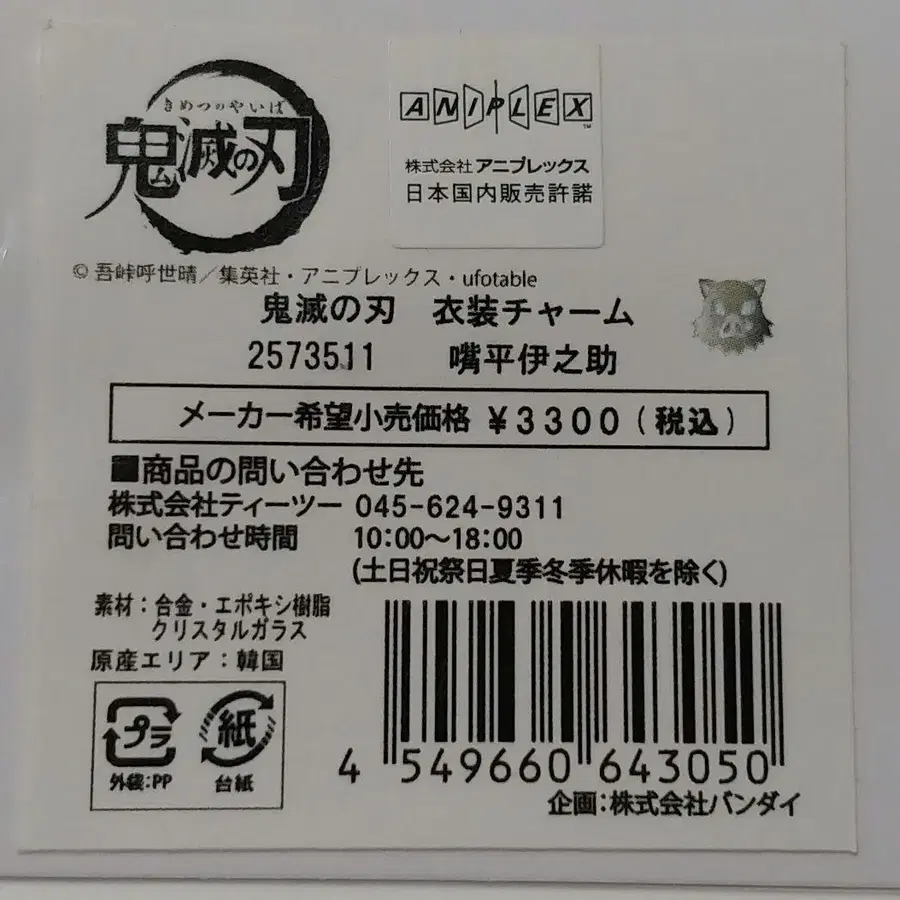 きめつのやいば
鬼滅の刃
ANIPLEX™
株式会社アニプレックス
日本国内販売許諾
© 吾峠呼世晴／集英社・アニプレックス・ufotable
鬼滅の刃　衣装チャーム
2573511　嘴平伊之助
メーカー希望小売価格 ¥3300（税込）
■商品の問い合わせ先
株式会社ティーツー 045-624-9311
問い合わせ時間　10:00～18:00
(土日祝祭日夏季冬季休暇を除く)
素材：合金・エポキシ樹脂
クリスタルガラス
原産エリア：韓国
プラ
外袋:PP
紙
台紙
4 549660 643050
企画:株式会社バンダイ